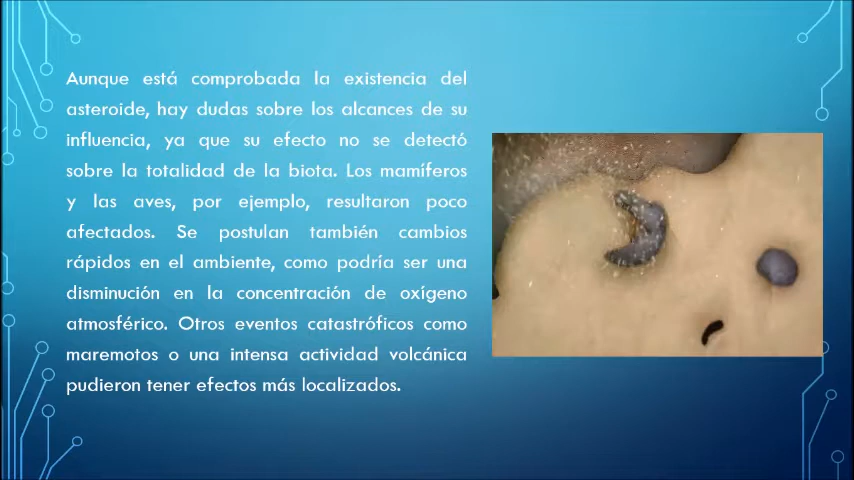 Aunque está comprobada la existencia del
asteroide, hay dudas sobre los alcances de su
influencia, ya que su efecto no se detectó
sobre la totalidad de la biota. Los mamíferos
y las aves, por ejemplo, resultaron poco
afectados. Se postulan también cambios
rápidos en el ambiente, como podría ser una
disminución en la concentración de oxígeno
atmosférico. Otros eventos catastróficos como
maremotos o una intensa actividad volcánica
pudieron tener efectos más localizados.